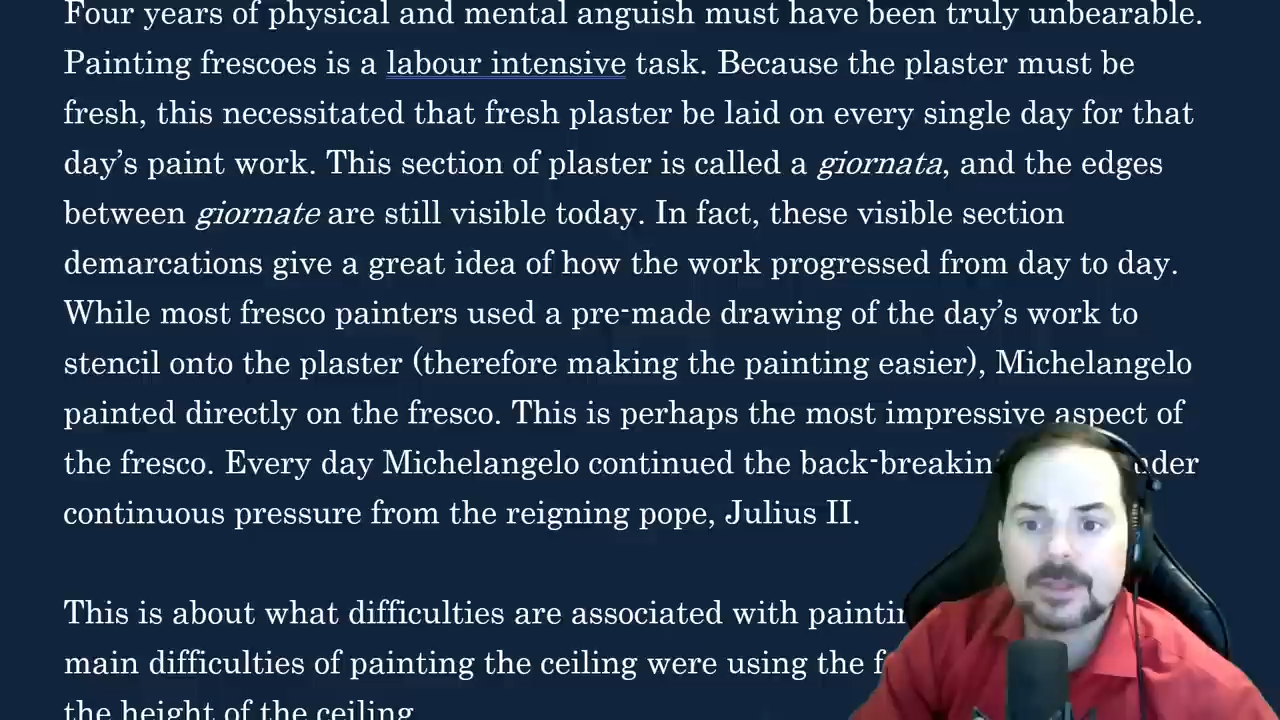 Four years of physical and mental anguish must have been truly unbearable.
Painting frescoes is a labour intensive task. Because the plaster must be
fresh, this necessitated that fresh plaster be laid on every single day for that
day’s paint work. This section of plaster is called a giornata, and the edges
between giornate are still visible today. In fact, these visible section
demarcations give a great idea of how the work progressed from day to day.
While most fresco painters used a pre-made drawing of the day’s work to
stencil onto the plaster (therefore making the painting easier), Michelangelo
painted directly on the fresco. This is perhaps the most impressive aspect of
the fresco. Every day Michelangelo continued the
continuous pressure from the reigning pope, Julius II.
This is about what difficulties are associated with
main difficulties of painting the ceiling were using the
the height of the ceiling